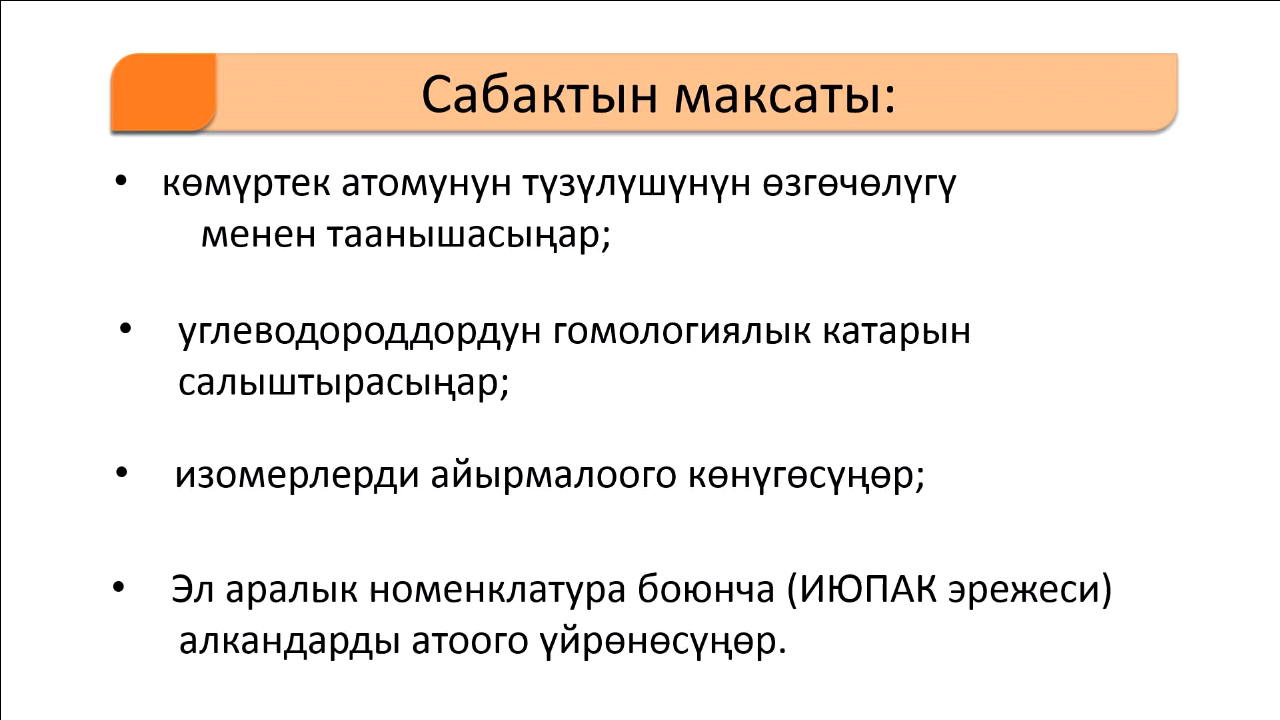 Сабактын максаты:
• көмүртек атомунун түзүлүшүнүн өзгөчөлүгү
менен таанышасыңар;
• углеводороддордун гомологиялык катарын
салыштырасыңар;
• изомерлерди айырмалоого көнүгөсүңөр;
• Эл аралык номенклатура боюнча (ИЮПАК эрежеси)
алкандарды атоого үйрөнөсүңөр.